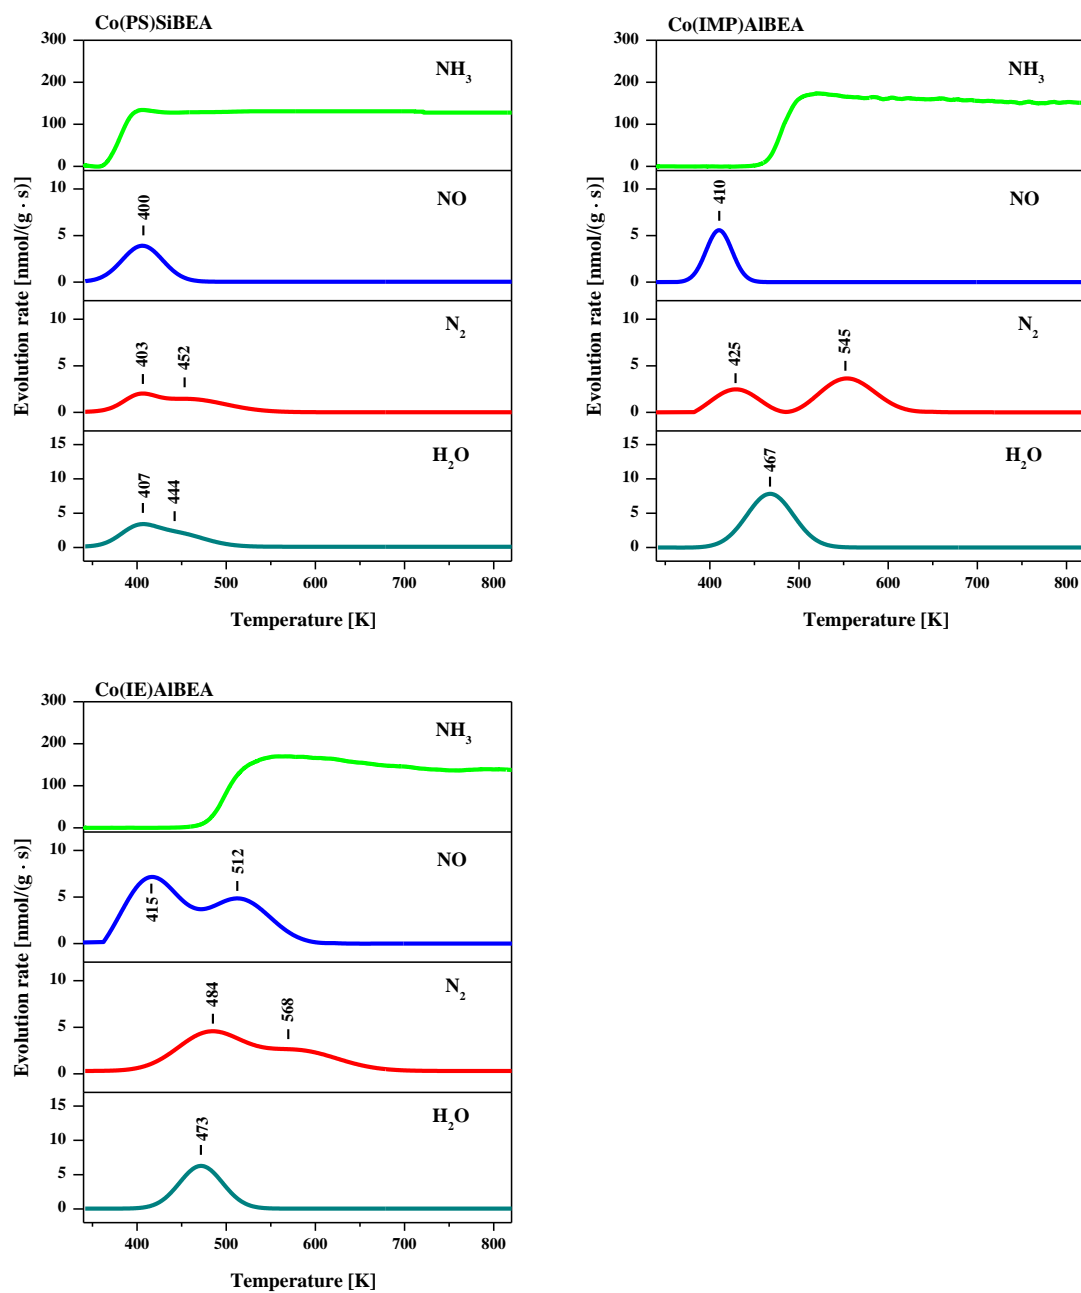 Co(PS)SiBEA
300
200
100
0
NH3
10
5
0
NO
400
10
5
0
N2
403
452
15
10
5
0
H2O
407
444
Evolution rate [nmol/(g · s)]
400 500 600 700 800
Temperature [K]
Co(IMP)AlBEA
300
200
100
0
NH3
10
5
0
NO
410
10
5
0
N2
425
545
15
10
5
0
H2O
467
Evolution rate [nmol/(g · s)]
400 500 600 700 800
Temperature [K]
Co(IE)AlBEA
300
200
100
0
NH3
10
5
0
NO
415
512
10
5
0
N2
484
568
15
10
5
0
H2O
473
Evolution rate [nmol/(g · s)]
400 500 600 700 800
Temperature [K]